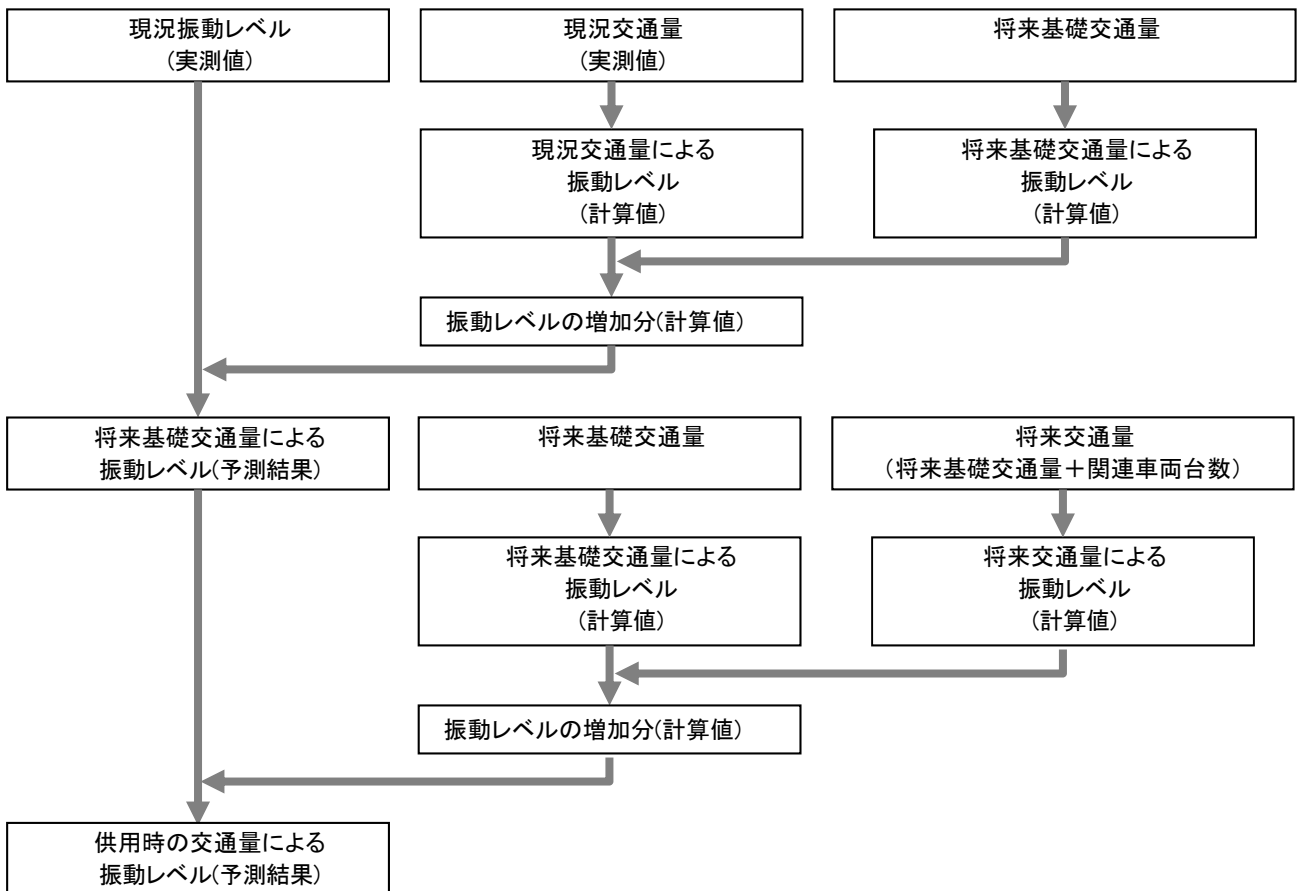 現況振動レベル
(実測値)
現況交通量
(実測値)
将来基礎交通量
現況交通量による
振動レベル
(計算値)
将来基礎交通量による
振動レベル
(計算値)
振動レベルの増加分(計算値)
将来基礎交通量による
振動レベル(予測結果)
将来基礎交通量
将来交通量
(将来基礎交通量＋関連車両台数)
将来基礎交通量による
振動レベル
(計算値)
将来交通量による
振動レベル
(計算値)
振動レベルの増加分(計算値)
供用時の交通量による
振動レベル(予測結果)